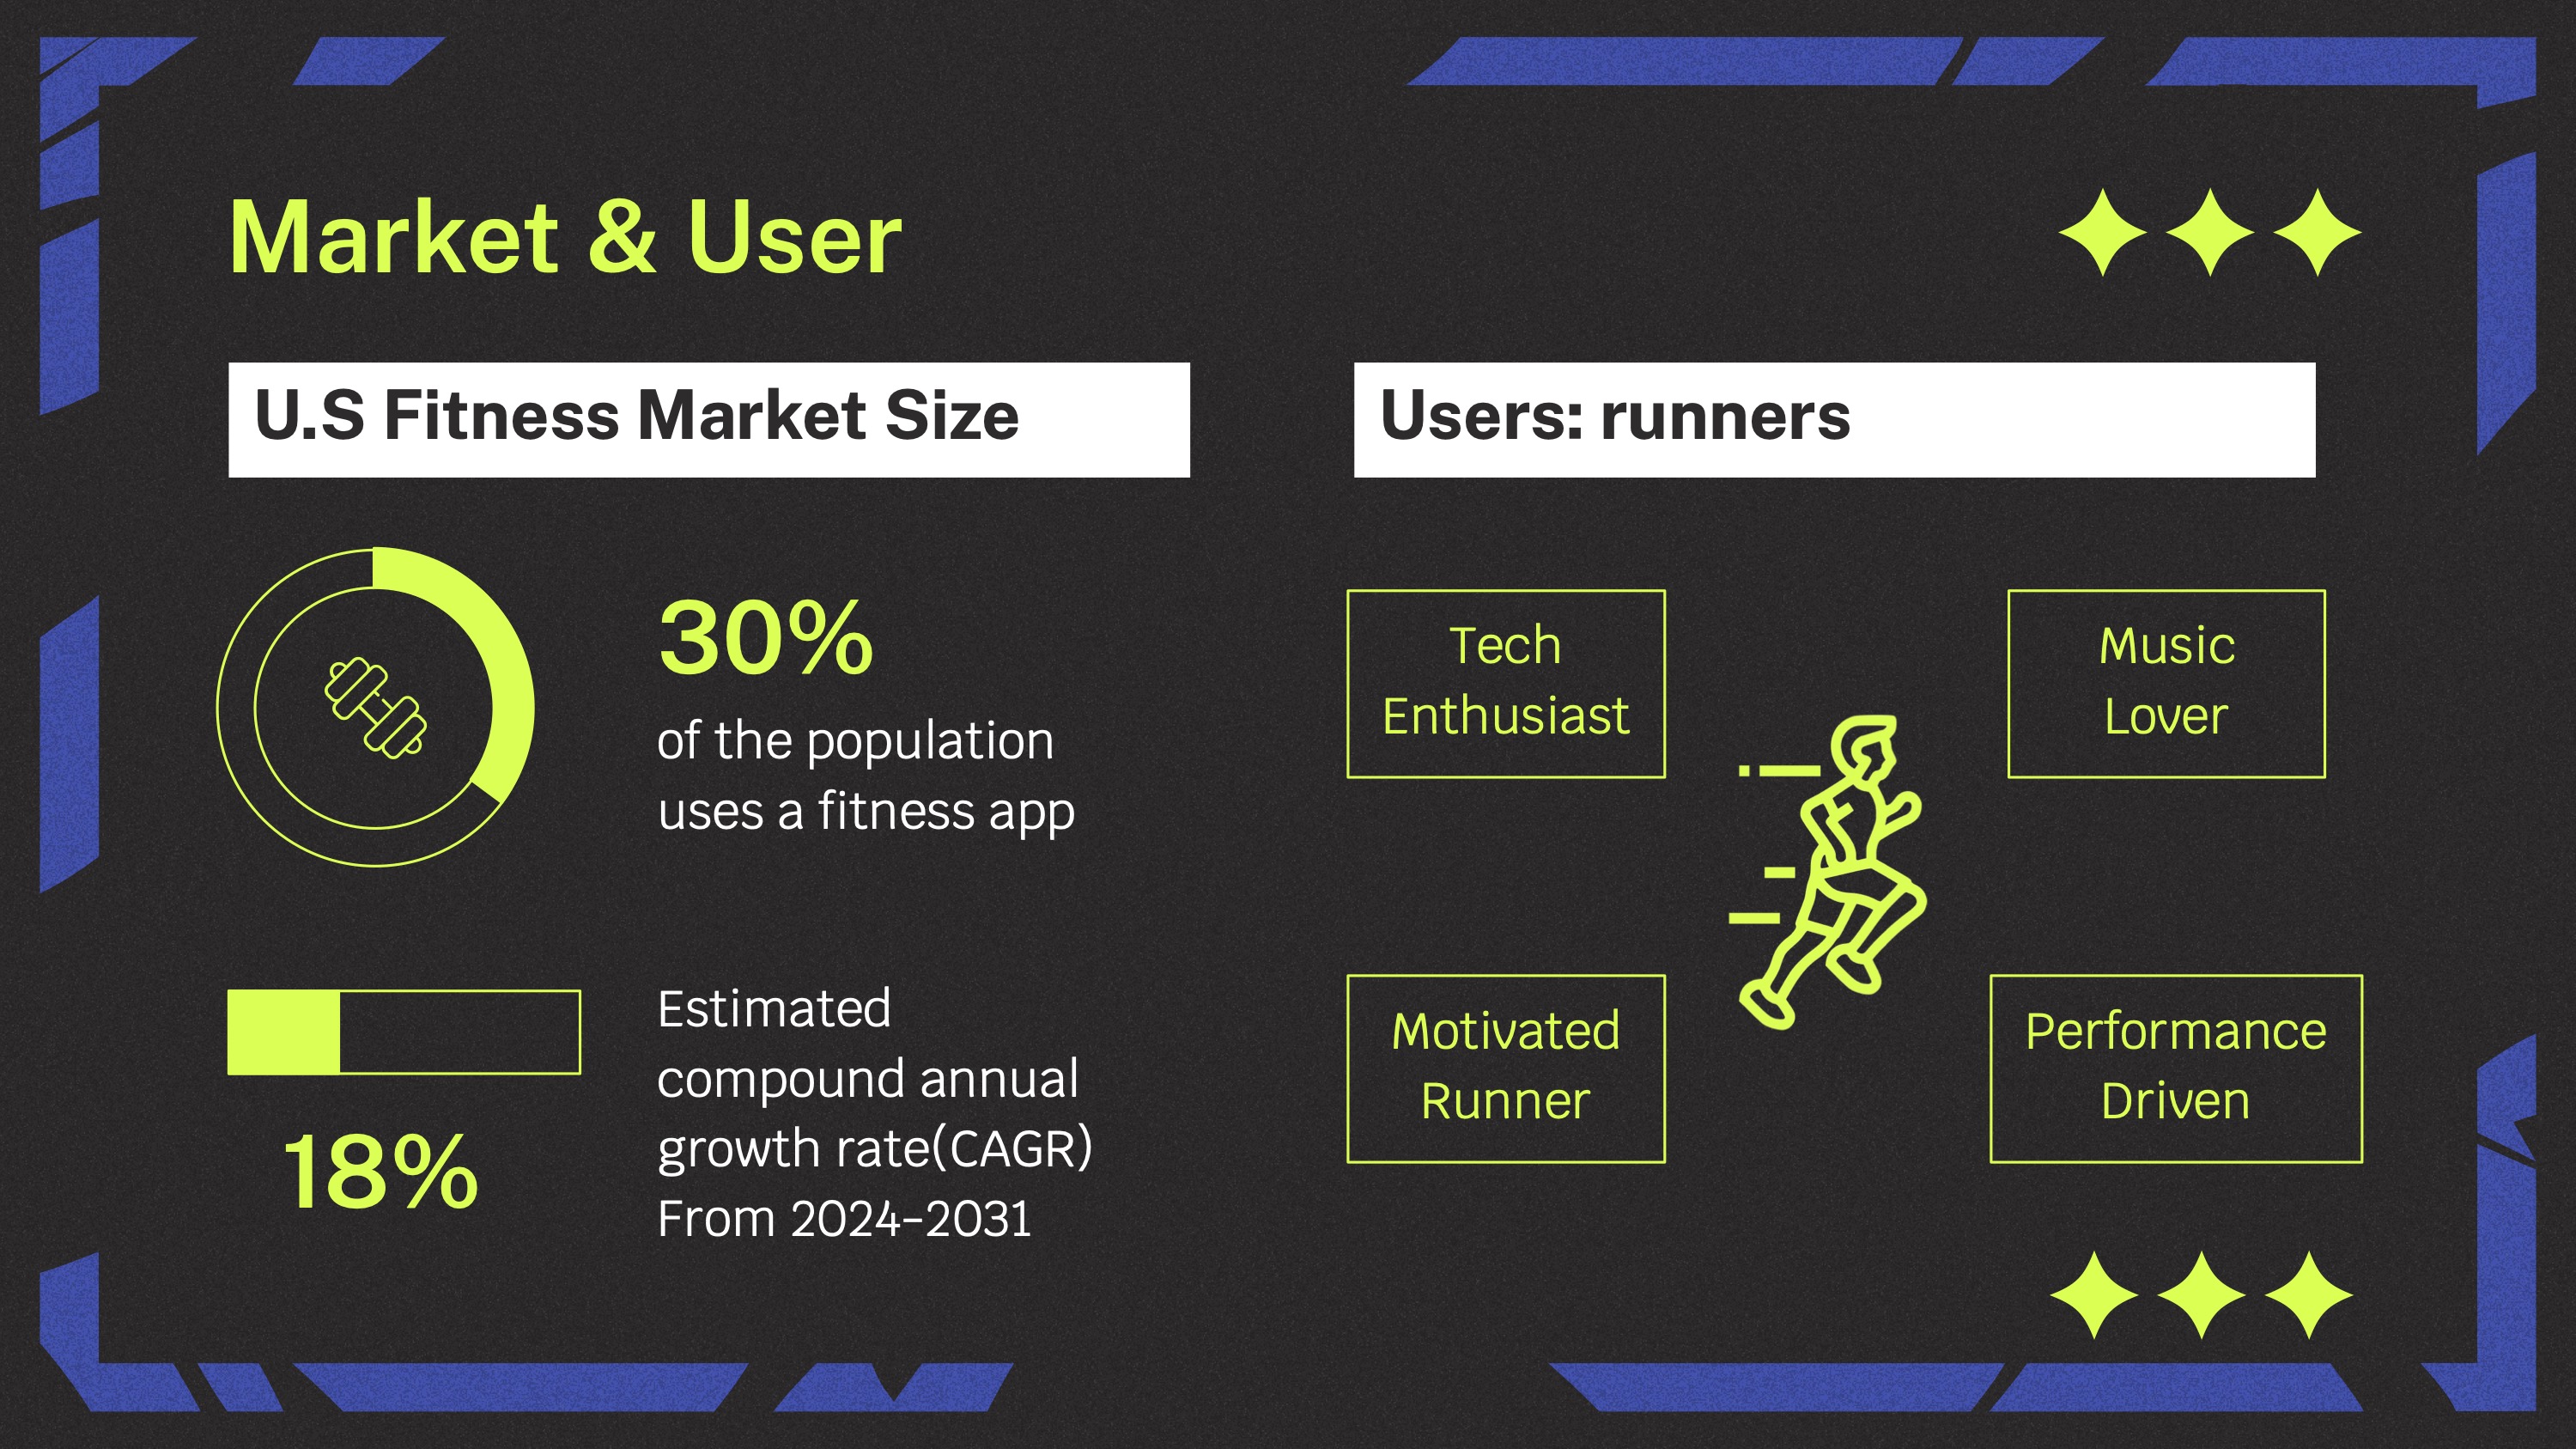 Market & User
U.S Fitness Market Size
30%
of the population
uses a fitness app
18%
Estimated
compound annual
growth rate(CAGR)
From 2024-2031
Users: runners
Tech
Enthusiast
Music
Lover
Motivated
Runner
Performance
Driven